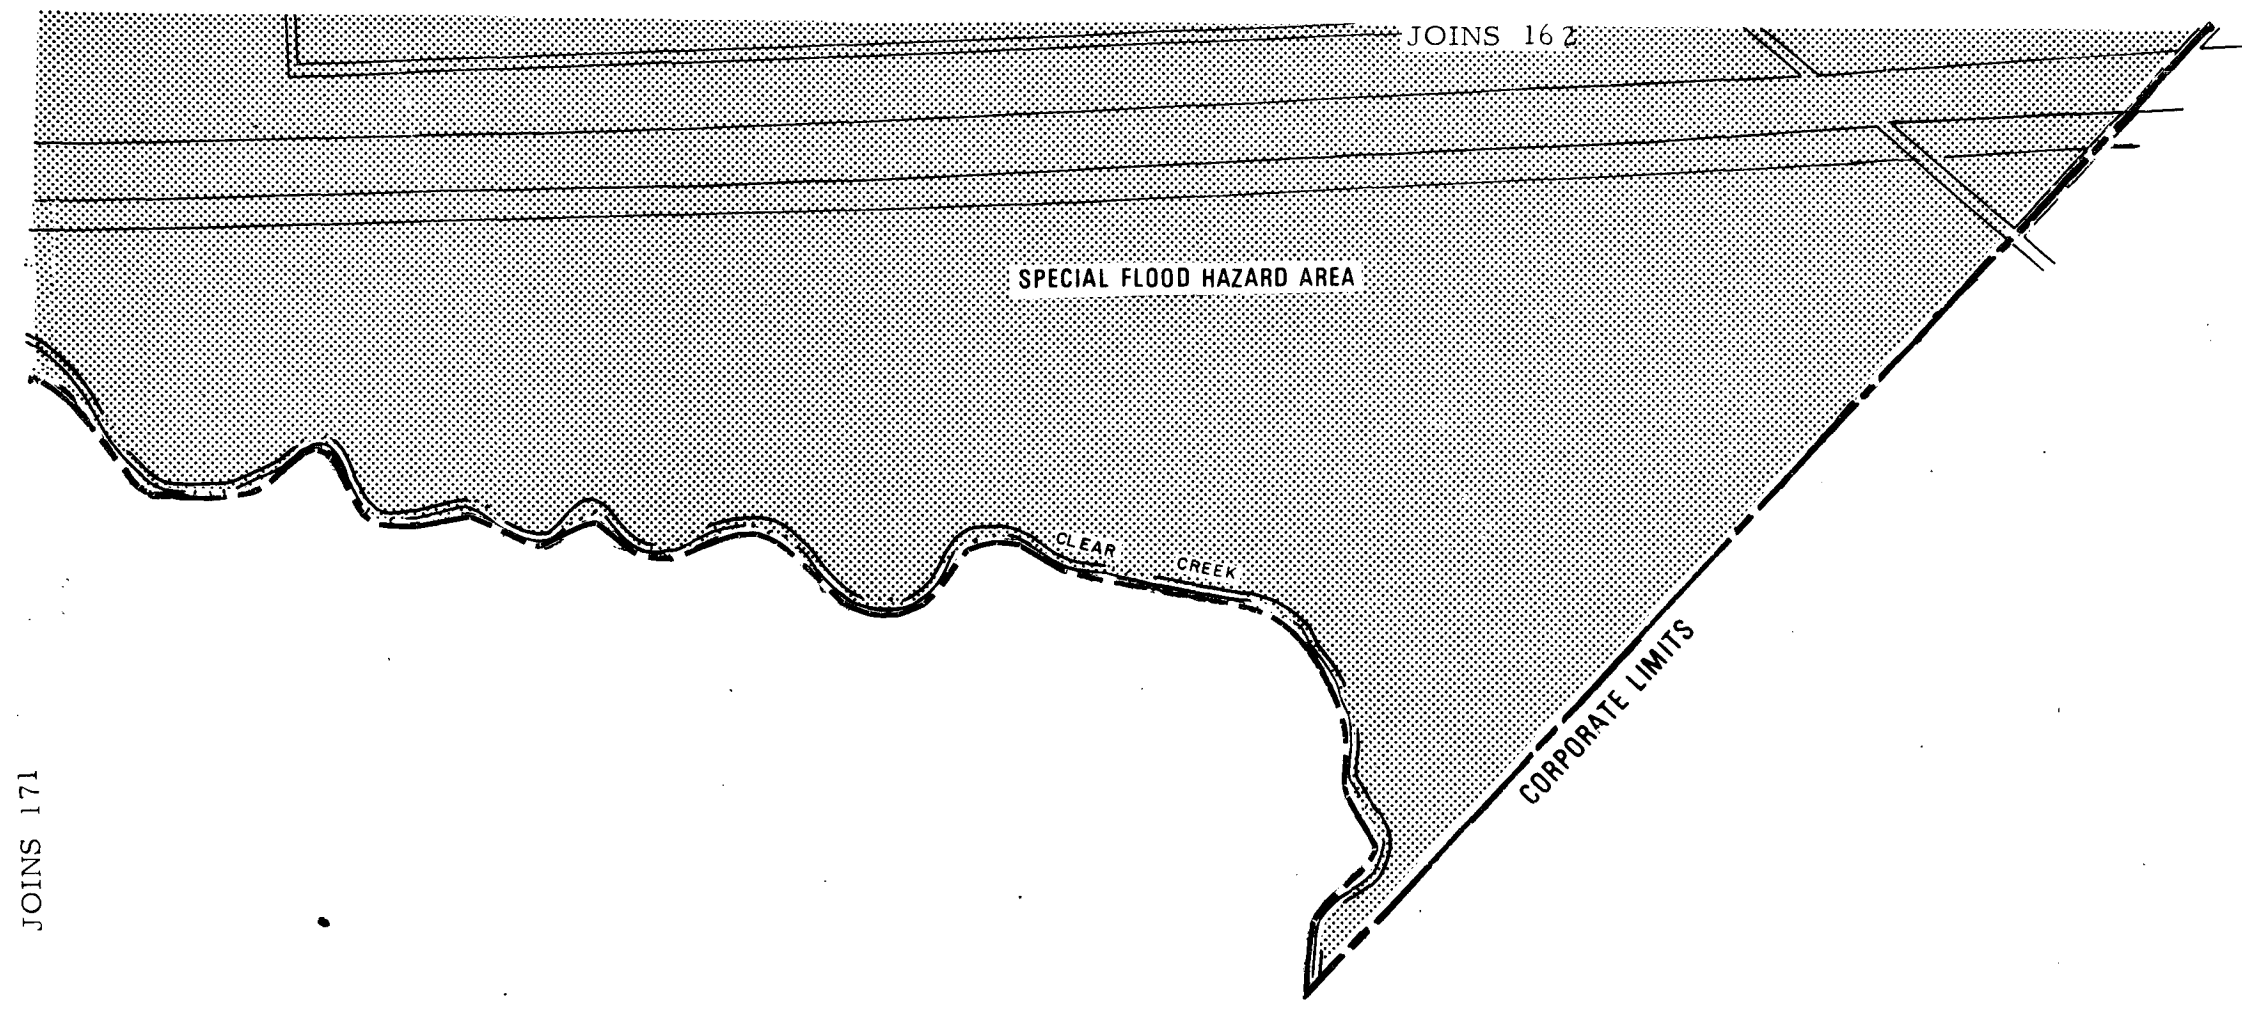 JOINS 162
SPECIAL FLOOD HAZARD AREA
CLEAR CREEK
CORPORATE LIMITS
JOINS 171